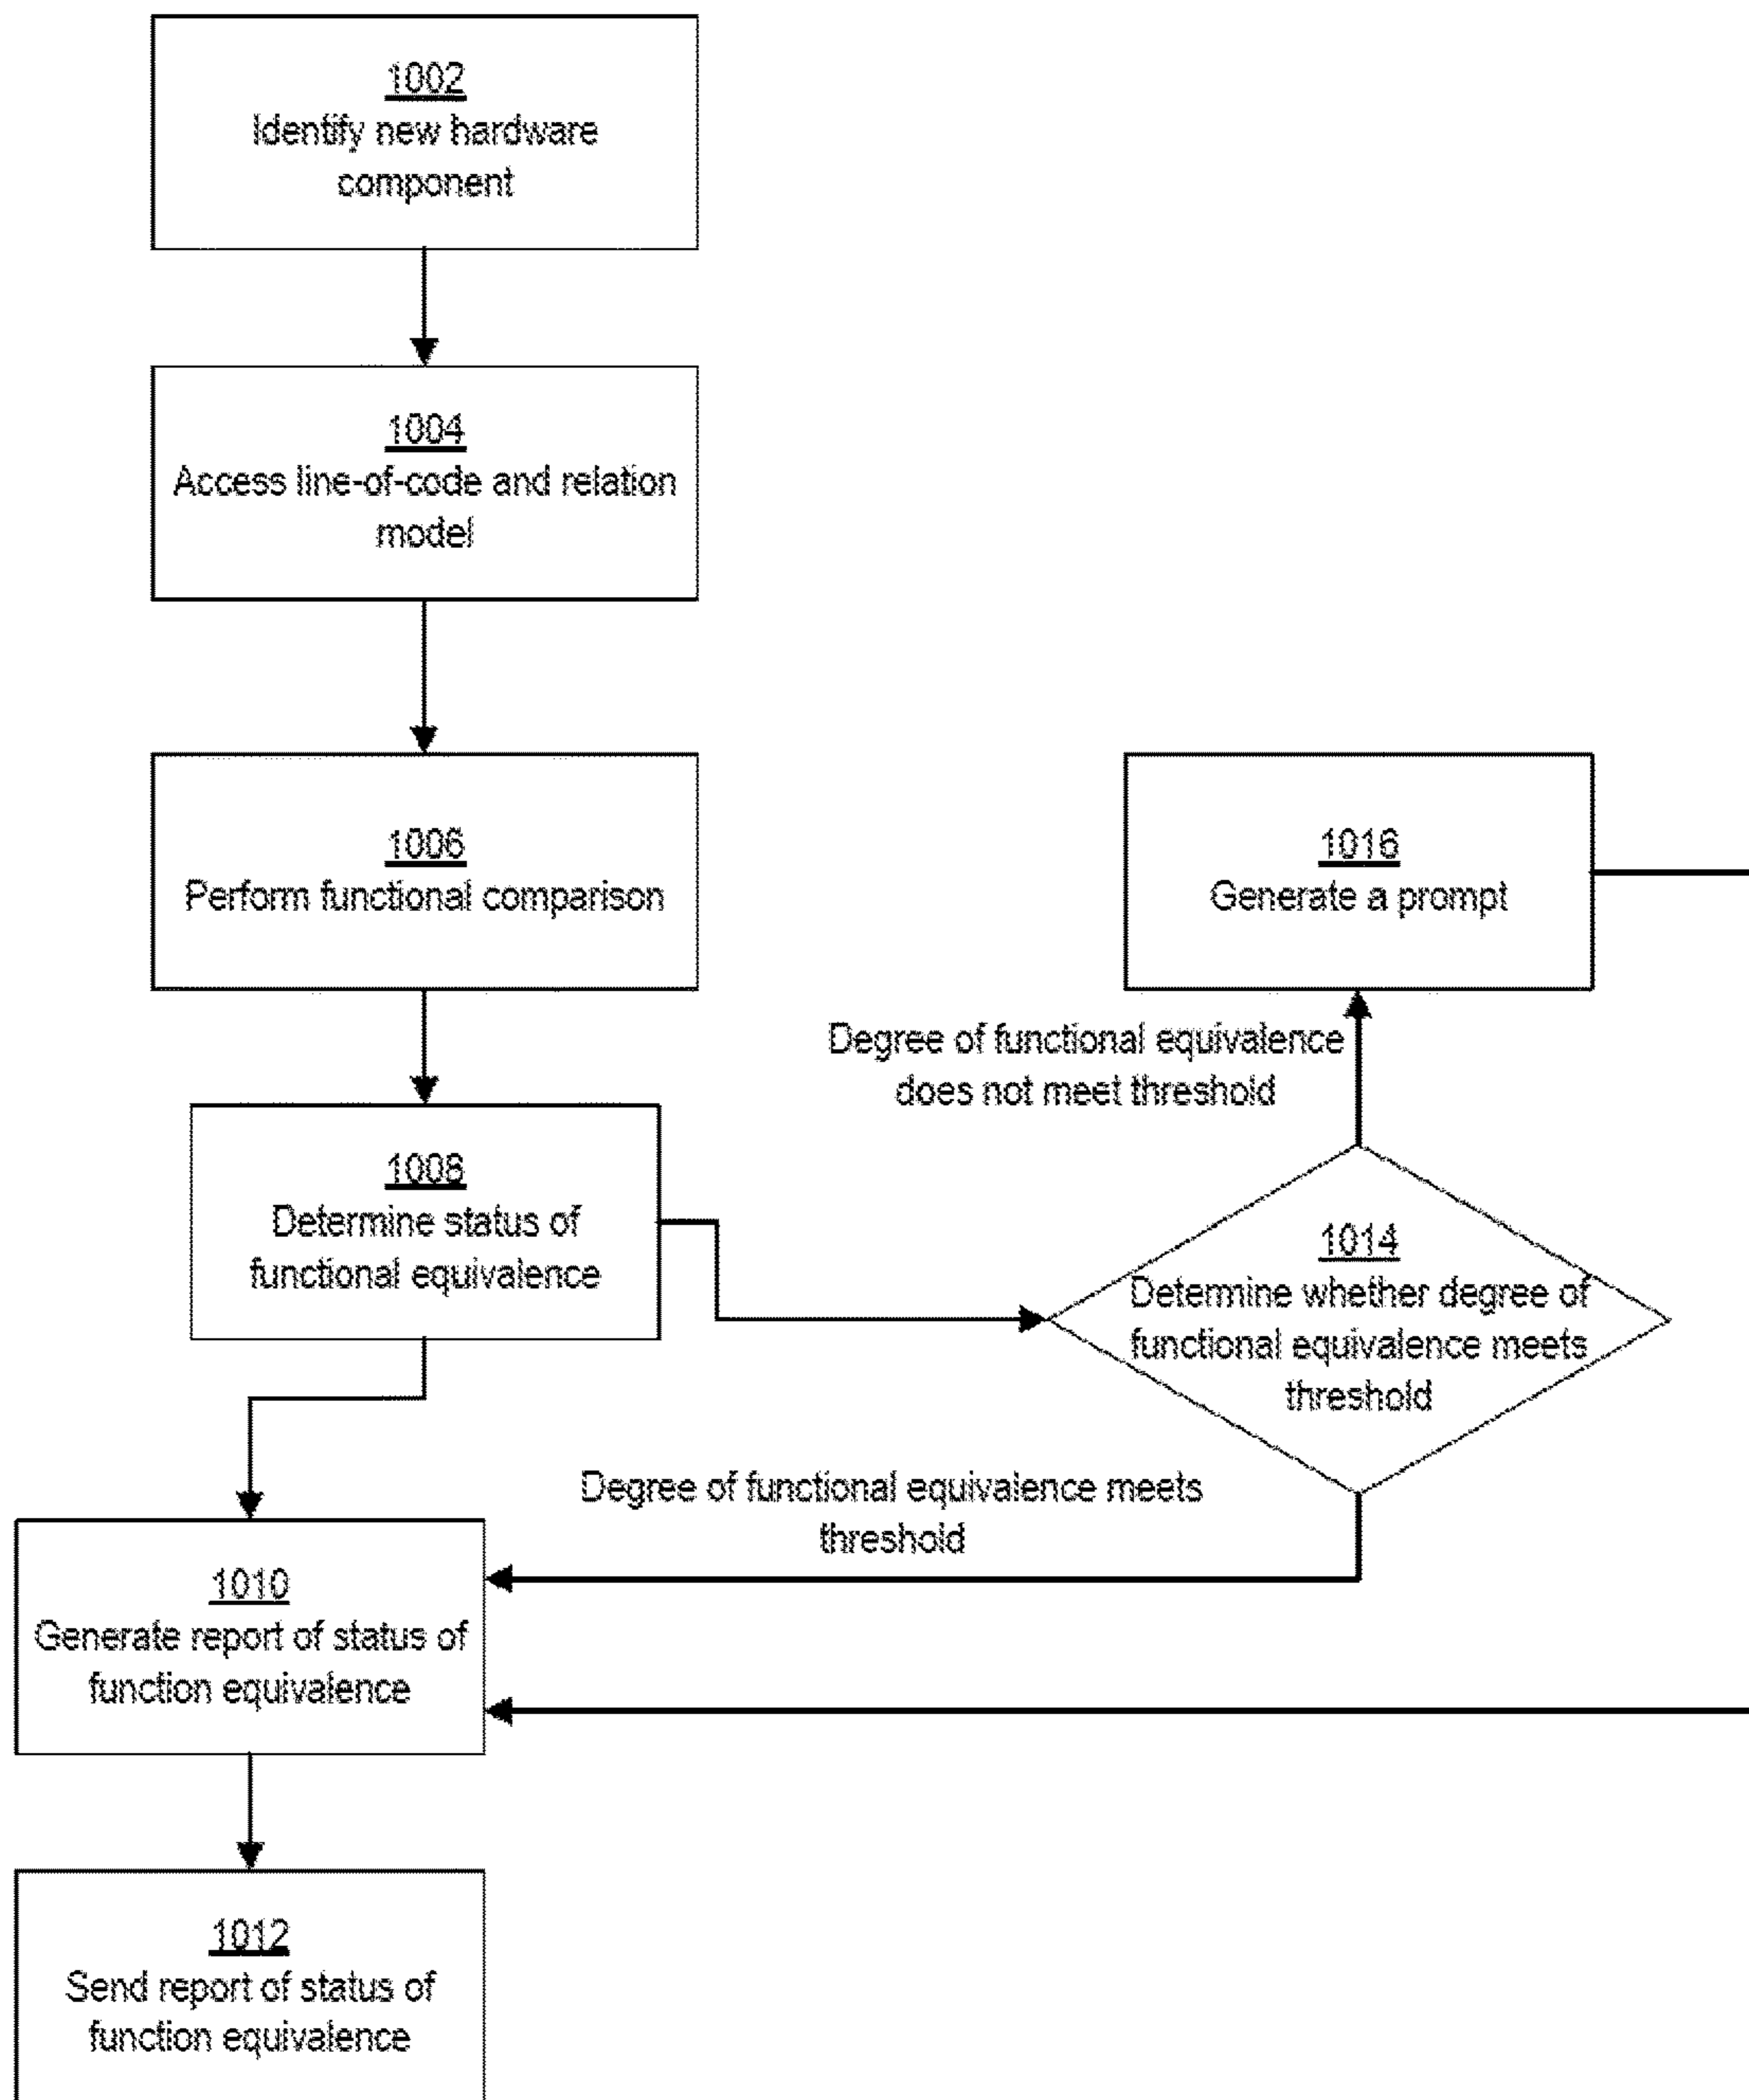 1002
Identify new hardware
component
1004
Access line-of-code and relation
model
1006
Perform functional comparison
1016
Generate a prompt
Degree of functional equivalence
does not meet threshold
1008
Determine status of
functional equivalence
1014
Determine whether degree of
functional equivalence meets
threshold
Degree of functional equivalence meets
threshold
1010
Generate report of status of
function equivalence
1012
Send report of status of
function equivalence